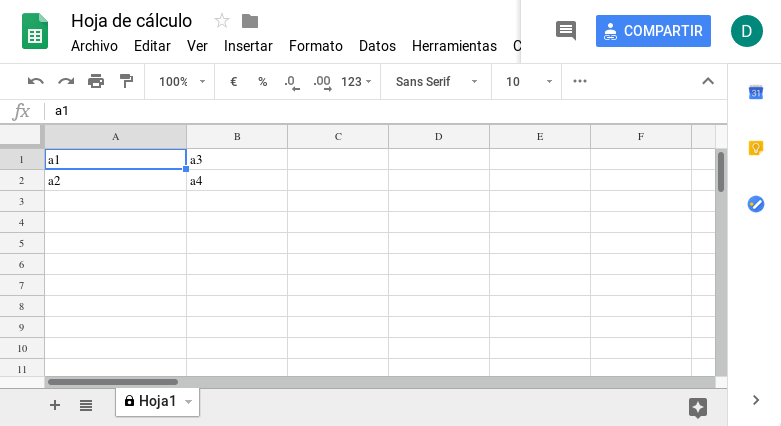 Hoja de cálculo
Archivo Editar Ver Insertar Formato Datos Herramientas C
COMPARTIR
D
100% € % .0 .00 123 Sans Serif 10
31
fx a1
A B C D E F
1 a1 a3
2 a2 a4
3
4
5
6
7
8
9
10
11
Hoja1